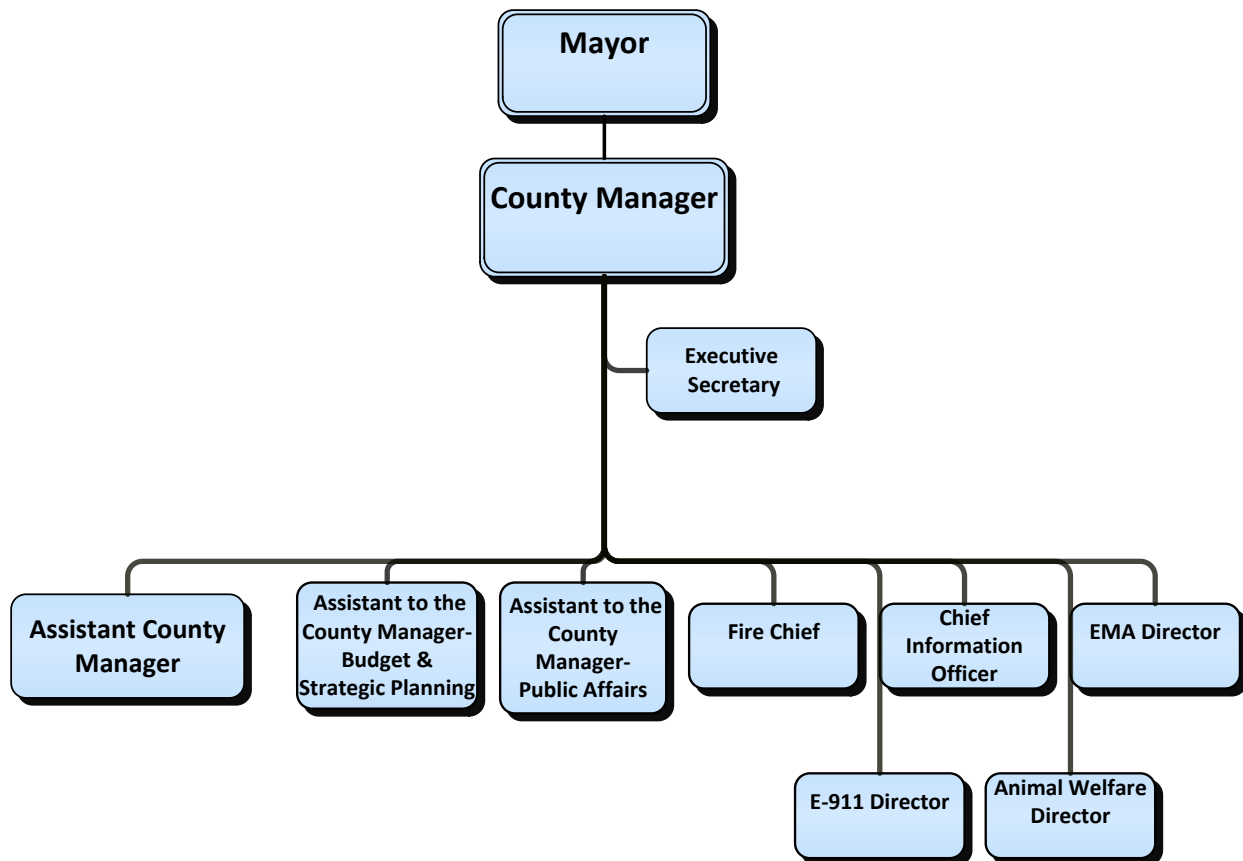 Mayor
County Manager
Executive
Secretary
Assistant County
Manager
Assistant to the
County Manager-
Budget &
Strategic Planning
Assistant to the
County
Manager-
Public Affairs
Fire Chief
Chief
Information
Officer
EMA Director
E-911 Director
Animal Welfare
Director